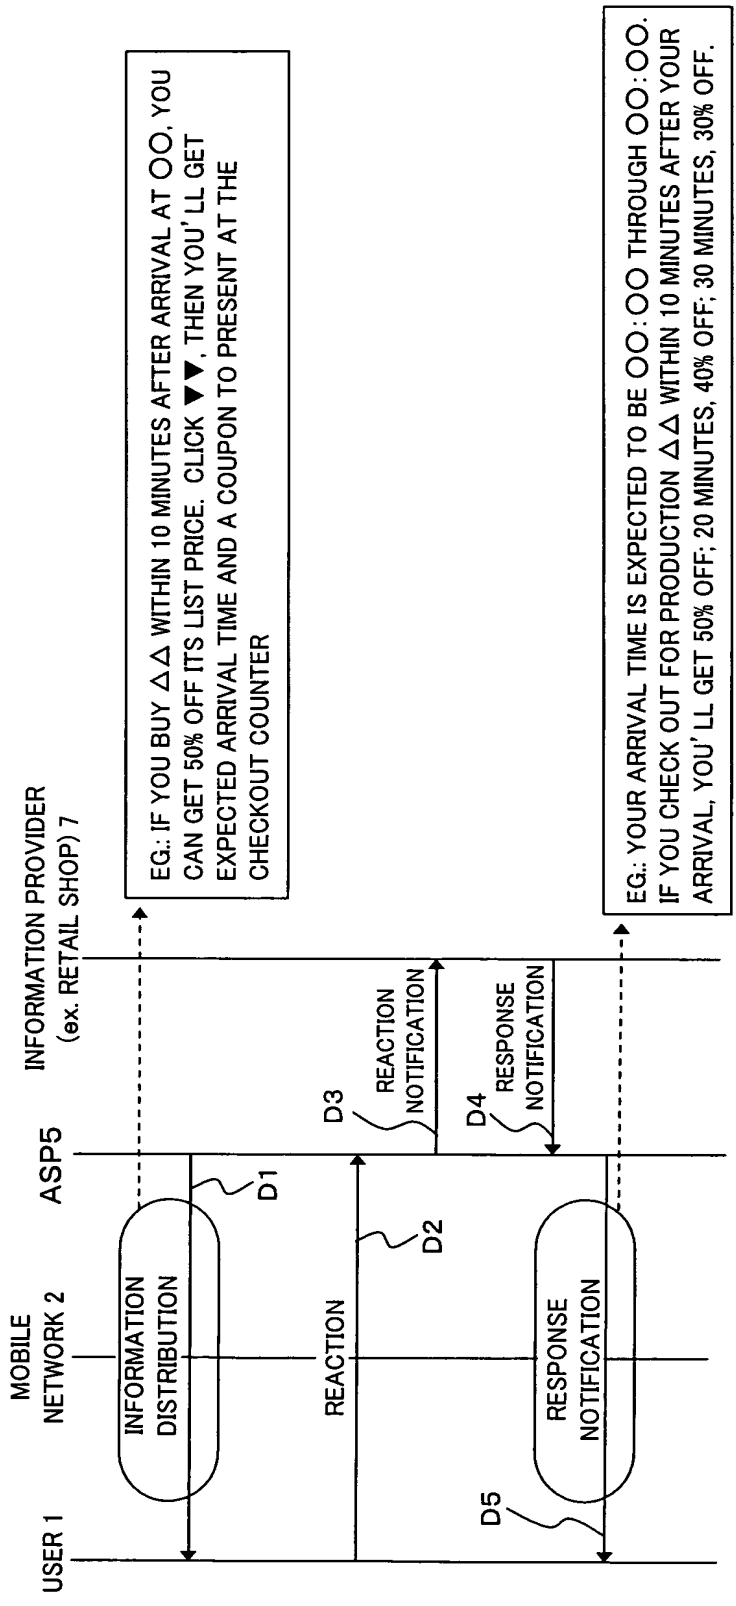 USER 1
MOBILE
NETWORK 2
ASP5
INFORMATION PROVIDER
(ex. RETAIL SHOP) 7
INFORMATION
DISTRIBUTION
D1
EG.: IF YOU BUY △△ WITHIN 10 MINUTES AFTER ARRIVAL AT ○○, YOU
CAN GET 50% OFF ITS LIST PRICE. CLICK ▼▼, THEN YOU'LL GET
EXPECTED ARRIVAL TIME AND A COUPON TO PRESENT AT THE
CHECKOUT COUNTER
REACTION
D2
D3
REACTION
NOTIFICATION
D4
RESPONSE
NOTIFICATION
D5
RESPONSE
NOTIFICATION
EG.: YOUR ARRIVAL TIME IS EXPECTED TO BE ○○:○○ THROUGH ○○:○○.
IF YOU CHECK OUT FOR PRODUCTION △△ WITHIN 10 MINUTES AFTER YOUR
ARRIVAL, YOU'LL GET 50% OFF; 20 MINUTES, 40% OFF; 30 MINUTES, 30% OFF.